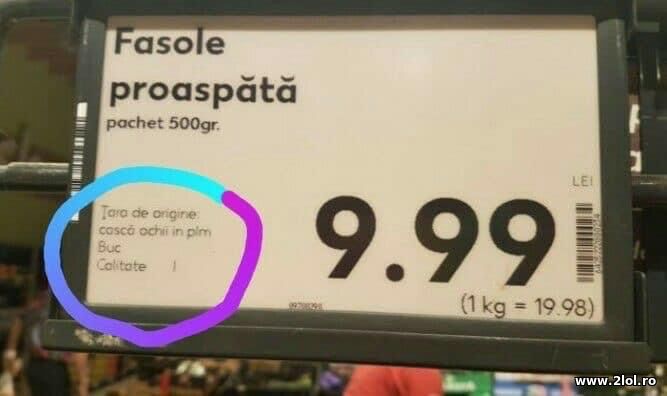 Fasole
proaspătă
pachet 500gr.
LEI
Țara de origine:
cască ochii in plm
Buc
Calitate I
9.99
(1 kg = 19.98)
www.2lol.ro